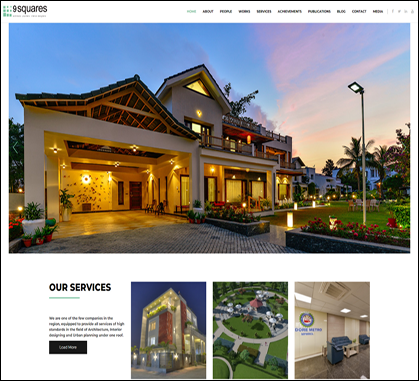 9squares
HOME ABOUT PEOPLE WORKS SERVICES ACHIEVEMENTS PUBLICATIONS BLOG CONTACT MEDIA
OUR SERVICES
We are one of the few companies in the
region, equipped to provide all services of high
standards in the field of Architecture, Interior
designing and Urban planning under one roof.
Load More